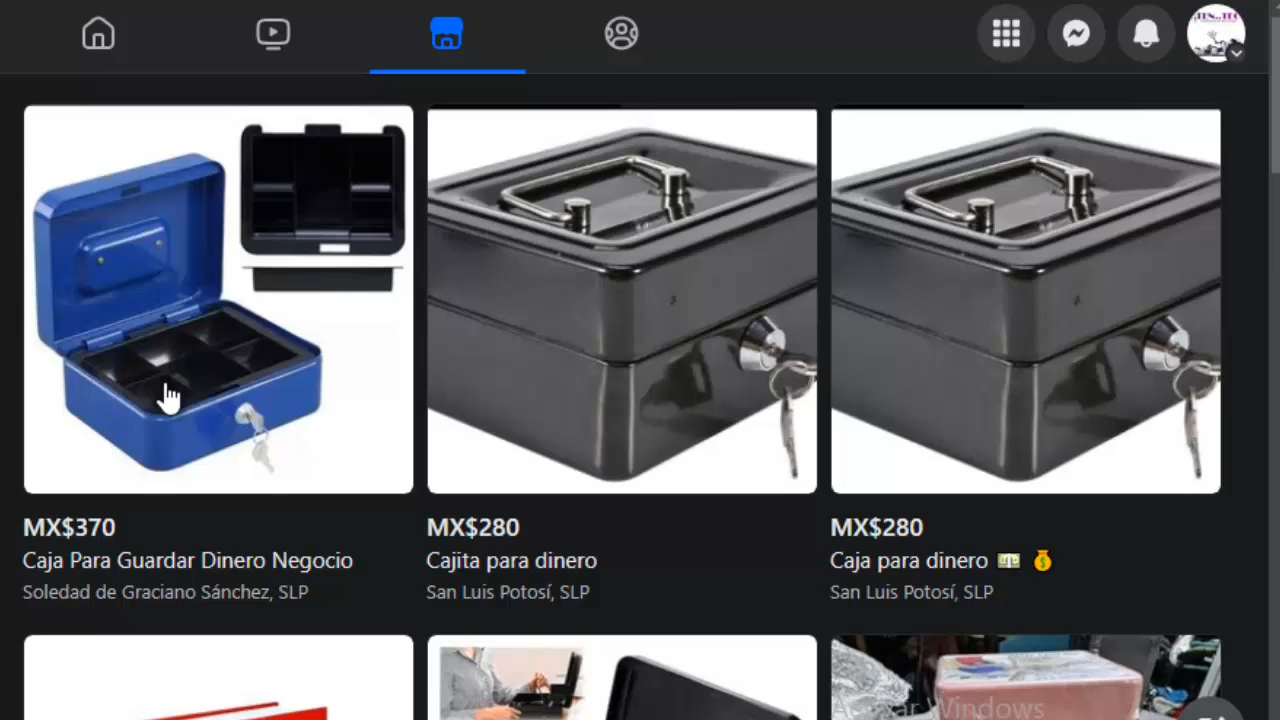 MX$370
Caja Para Guardar Dinero Negocio
Soledad de Graciano Sánchez, SLP
MX$280
Cajita para dinero
San Luis Potosí, SLP
MX$280
Caja para dinero 💵 💰
San Luis Potosí, SLP
Windows